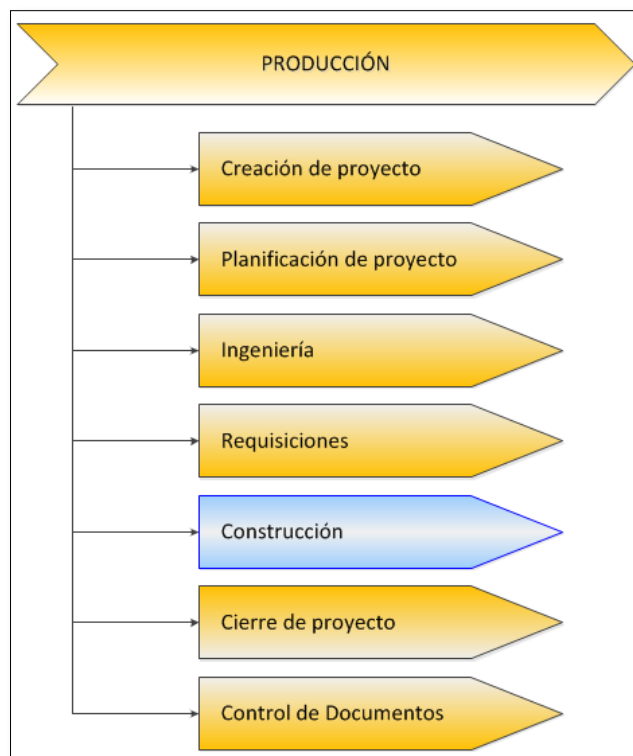 PRODUCCIÓN
Creación de proyecto
Planificación de proyecto
Ingeniería
Requisiciones
Construcción
Cierre de proyecto
Control de Documentos